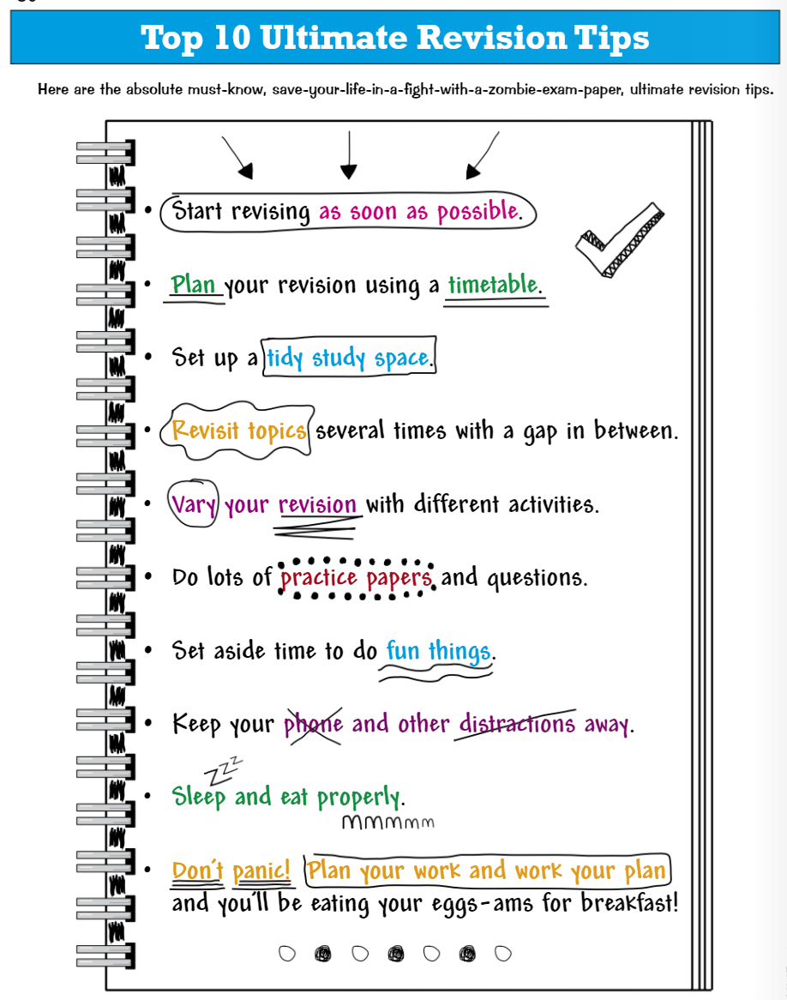 Top 10 Ultimate Revision Tips
Here are the absolute must-know, save-your-life-in-a-fight-with-a-zombie-exam-paper, ultimate revision tips.
• Start revising as soon as possible.
• Plan your revision using a timetable.
• Set up a tidy study space.
• Revisit topics several times with a gap in between.
• Vary your revision with different activities.
• Do lots of practice papers and questions.
• Set aside time to do fun things.
• Keep your phone and other distractions away.
zzz
• Sleep and eat properly.
mmmmmm
• Don't panic! Plan your work and work your plan
and you'll be eating your eggs-ams for breakfast!